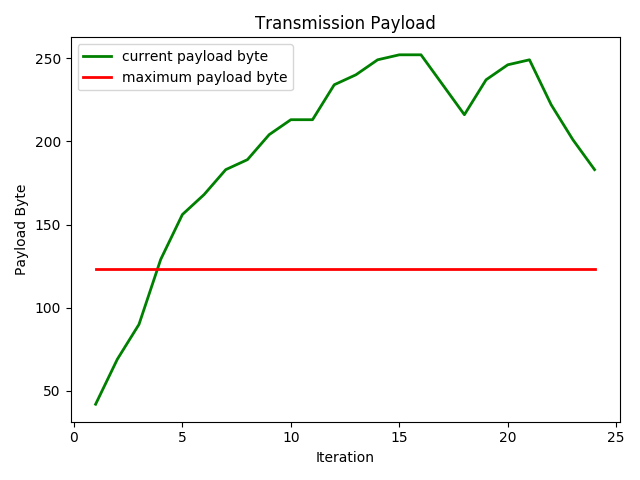 Transmission Payload
current payload byte
maximum payload byte
Payload Byte
250
200
150
100
50
0
5
10
15
20
25
Iteration